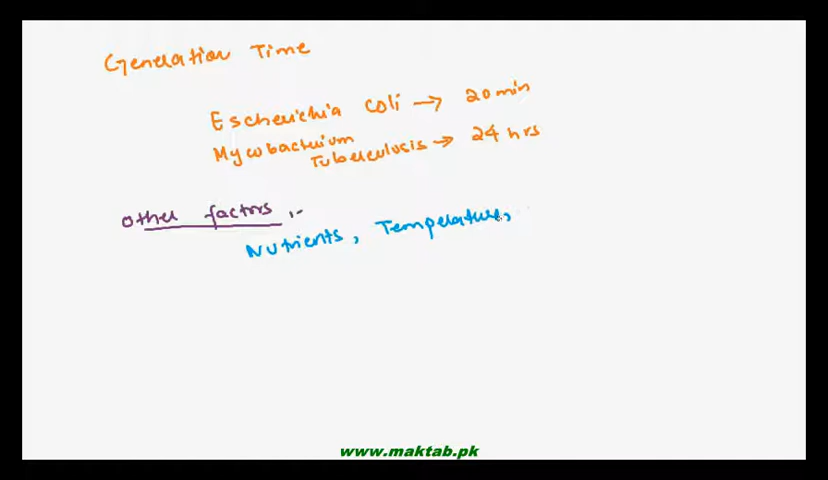 Generation Time
Escherichia coli → 20 min
Mycobacterium
Tuberculosis → 24 hrs
Other factors :-
Nutrients, Temperature,
www.maktab.pk